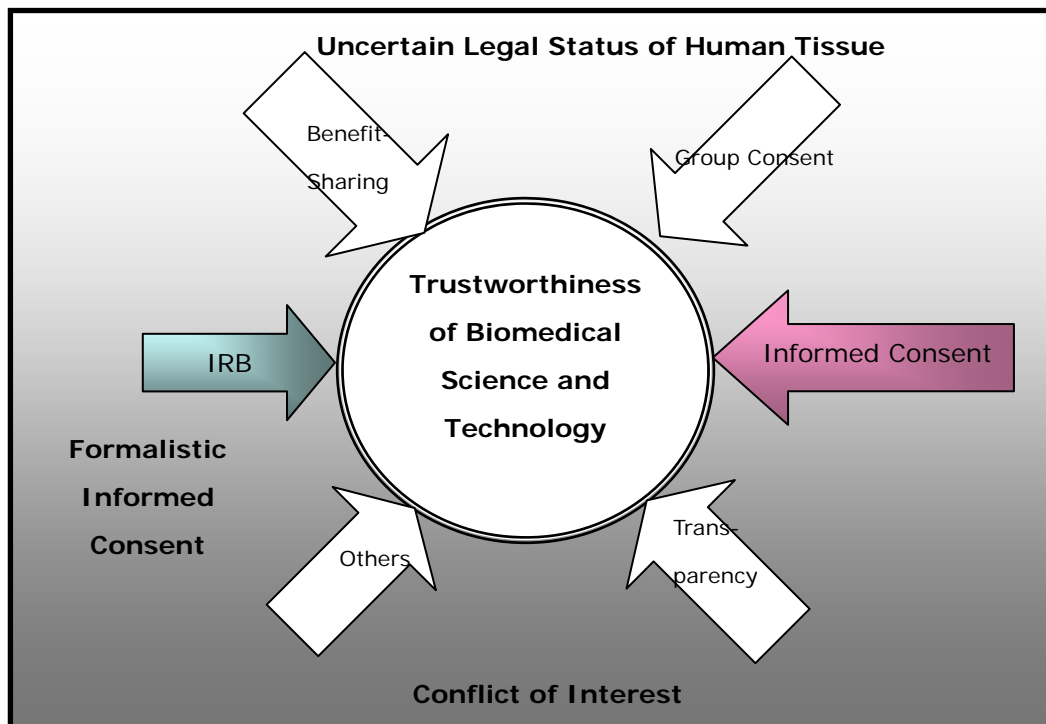 Uncertain Legal Status of Human Tissue
Benefit-
Sharing
Group Consent
Trustworthiness
of Biomedical
Science and
Technology
IRB
Informed Consent
Formalistic
Informed
Consent
Others
Trans-
parency
Conflict of Interest